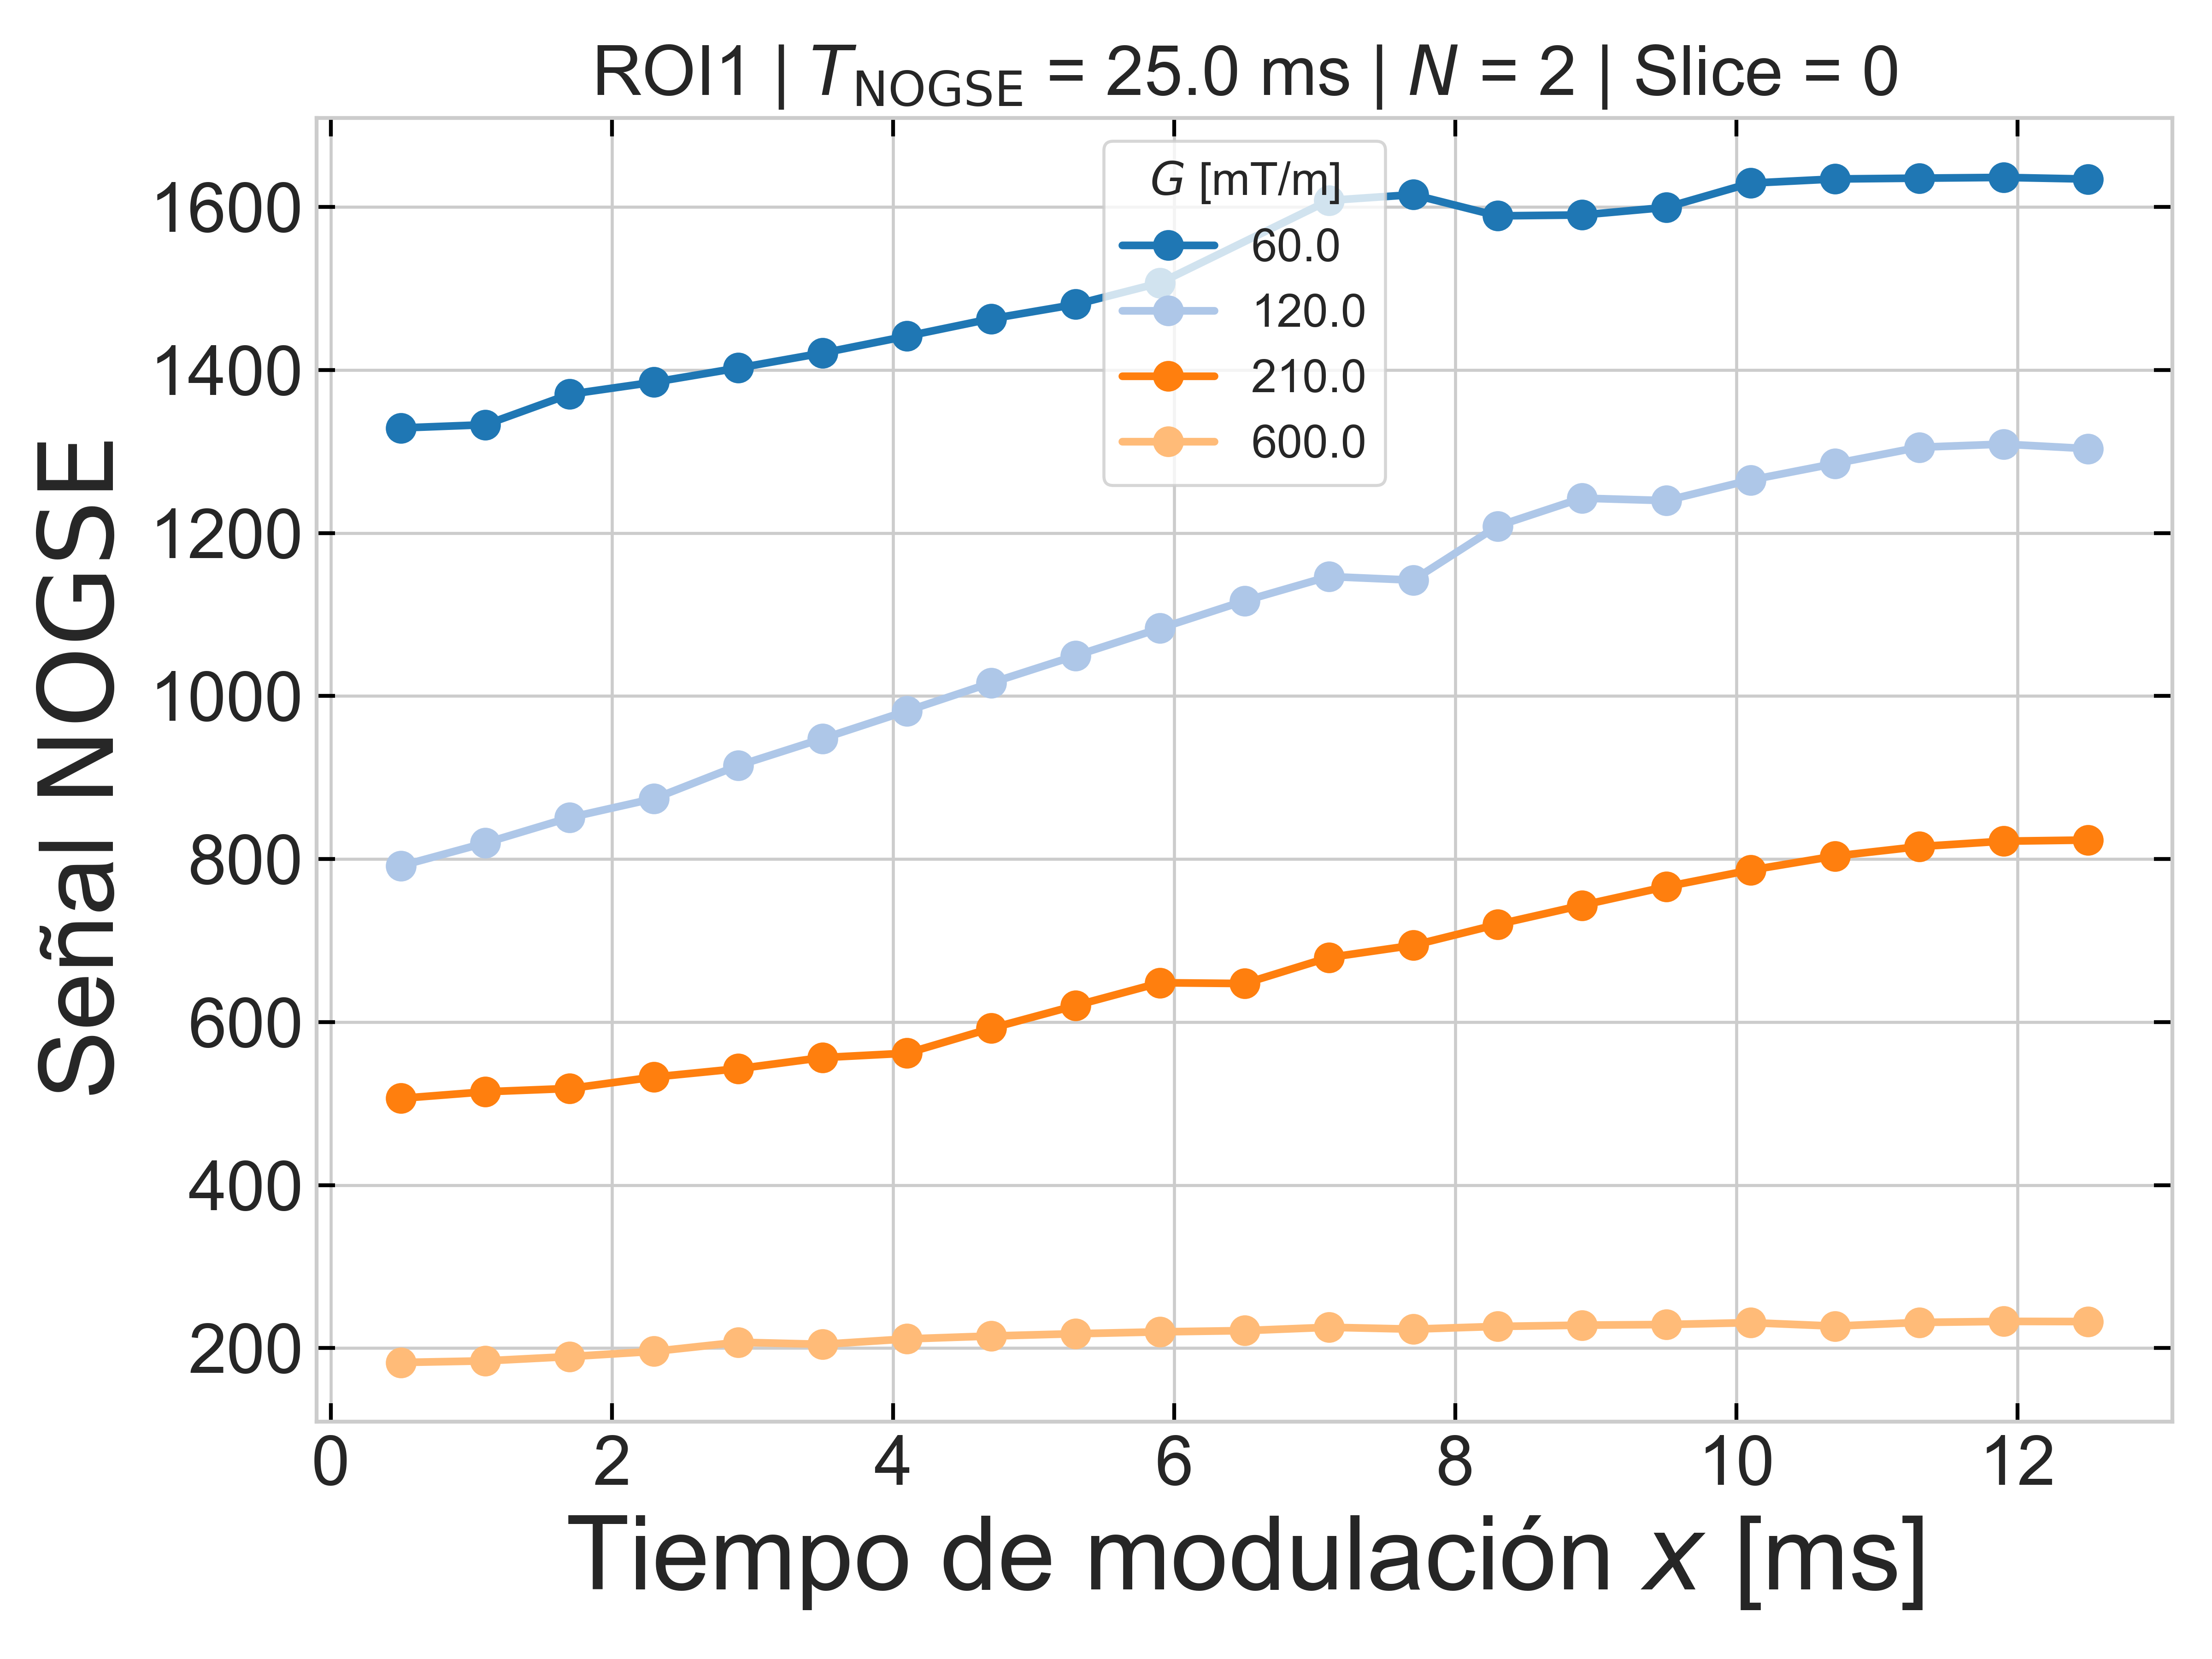 ROI1 | T_NOGSE = 25.0 ms | N = 2 | Slice = 0
Señal NOGSE
1600
1400
1200
1000
800
600
400
200
G [mT/m]
60.0
120.0
210.0
600.0
0 2 4 6 8 10 12
Tiempo de modulación x [ms]